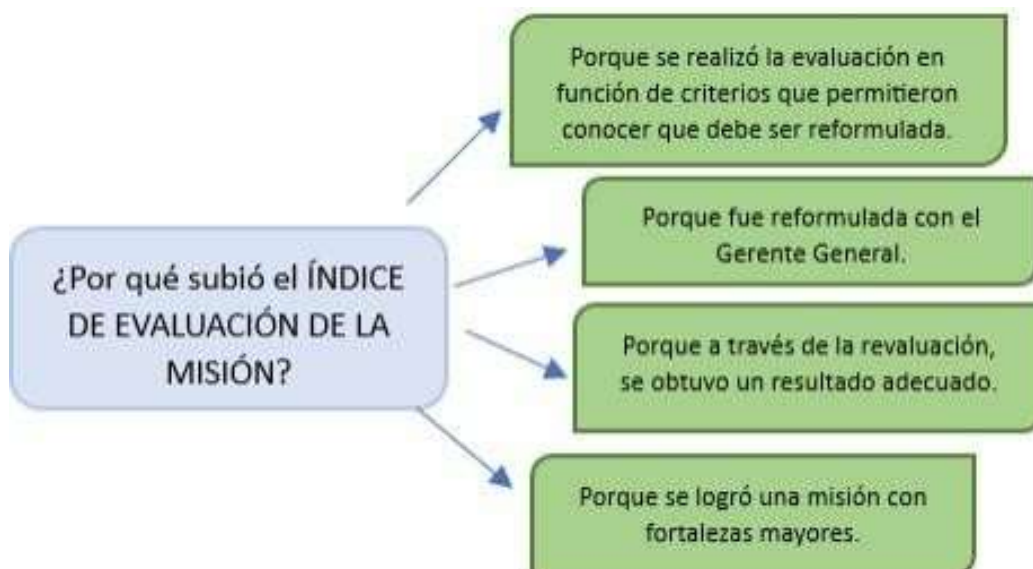 ¿Por qué subió el ÍNDICE
DE EVALUACIÓN DE LA
MISIÓN?
Porque se realizó la evaluación en
función de criterios que permitieron
conocer que debe ser reformulada.
Porque fue reformulada con el
Gerente General.
Porque a través de la revaluación,
se obtuvo un resultado adecuado.
Porque se logró una misión con
fortalezas mayores.